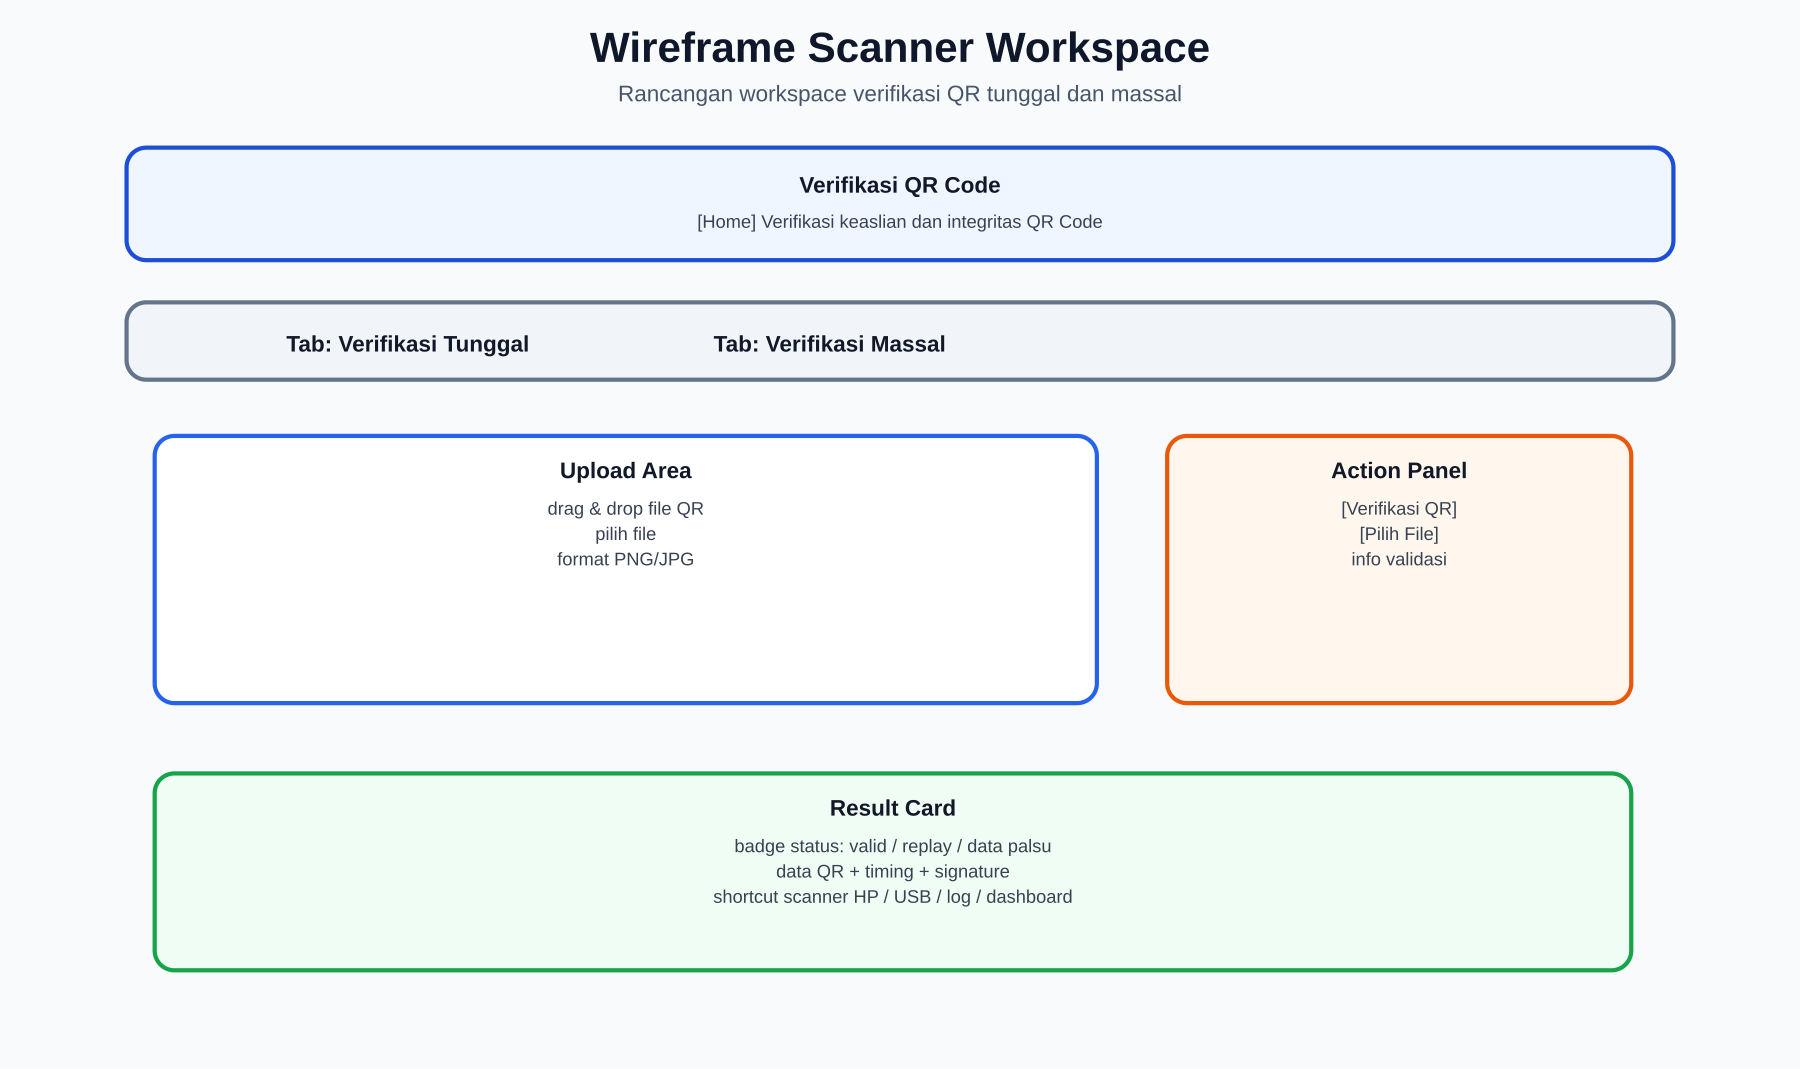 Wireframe Scanner Workspace
Rancangan workspace verifikasi QR tunggal dan massal
Verifikasi QR Code
[Home] Verifikasi keaslian dan integritas QR Code
Tab: Verifikasi Tunggal
Tab: Verifikasi Massal
Upload Area
drag & drop file QR
pilih file
format PNG/JPG
Action Panel
[Verifikasi QR]
[Pilih File]
info validasi
Result Card
badge status: valid / replay / data palsu
data QR + timing + signature
shortcut scanner HP / USB / log / dashboard